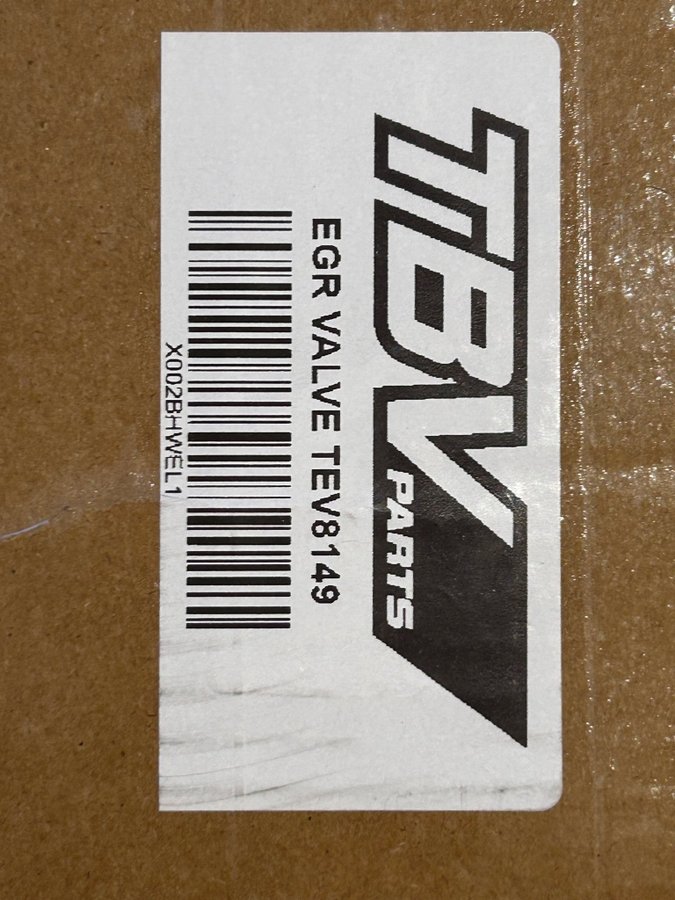 TBV
PARTS
EGR VALVE TEV8149
X002BHWEL1